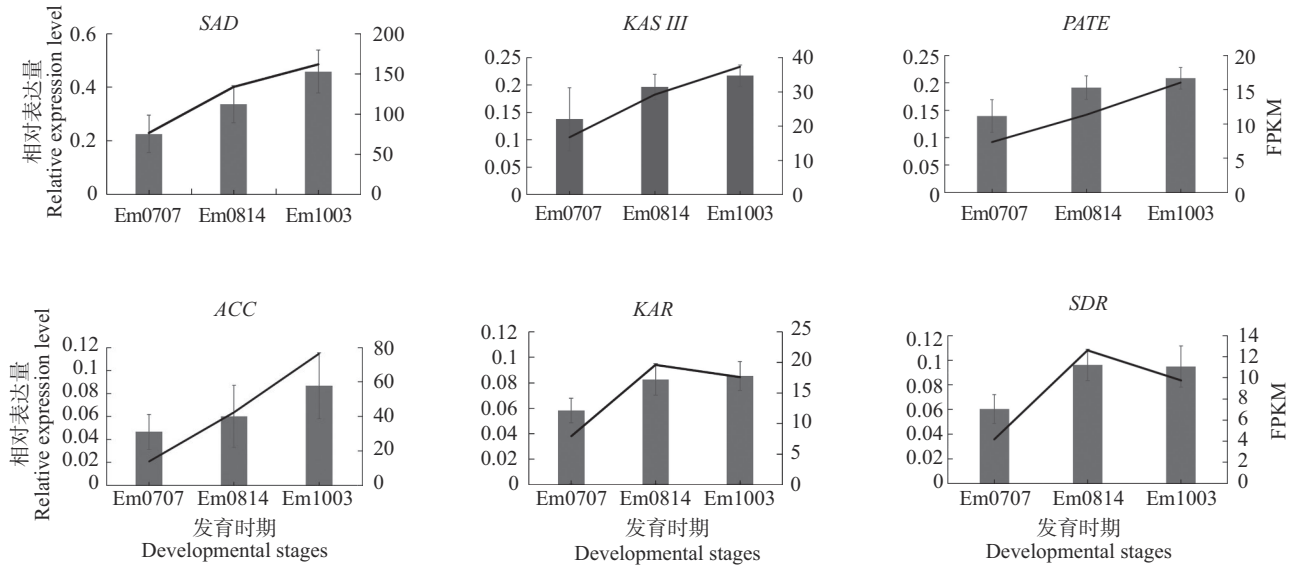 SAD
相对表达量
Relative expression level
0.6
0.4
0.2
0
200
150
100
50
0
Em0707 Em0814 Em1003
KAS III
0.25
0.2
0.15
0.1
0.05
0
40
30
20
10
0
Em0707 Em0814 Em1003
PATE
0.25
0.2
0.15
0.1
0.05
0
20
15
10
5
0
FPKM
Em0707 Em0814 Em1003
ACC
相对表达量
Relative expression level
0.12
0.1
0.08
0.06
0.04
0.02
0
80
60
40
20
0
Em0707 Em0814 Em1003
发育时期
Developmental stages
KAR
0.12
0.1
0.08
0.06
0.04
0.02
0
25
20
15
10
5
0
Em0707 Em0814 Em1003
发育时期
Developmental stages
SDR
0.12
0.1
0.08
0.06
0.04
0.02
0
14
12
10
8
6
4
2
0
FPKM
Em0707 Em0814 Em1003
发育时期
Developmental stages